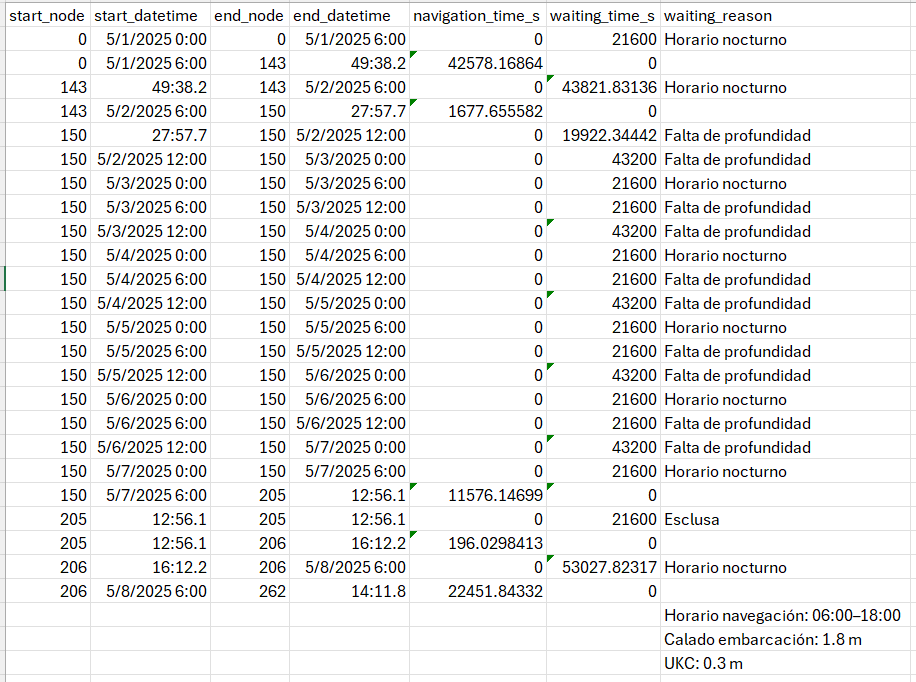 start_node start_datetime end_node end_datetime navigation_time_s waiting_time_s waiting_reason
0 5/1/2025 0:00 0 5/1/2025 6:00 0 21600 Horario nocturno
0 5/1/2025 6:00 143 49:38.2 42578.16864 0
143 49:38.2 143 5/2/2025 6:00 0 43821.83136 Horario nocturno
143 5/2/2025 6:00 150 27:57.7 1677.655582 0
150 27:57.7 150 5/2/2025 12:00 0 19922.34442 Falta de profundidad
150 5/2/2025 12:00 150 5/3/2025 0:00 0 43200 Falta de profundidad
150 5/3/2025 0:00 150 5/3/2025 6:00 0 21600 Horario nocturno
150 5/3/2025 6:00 150 5/3/2025 12:00 0 21600 Falta de profundidad
150 5/3/2025 12:00 150 5/4/2025 0:00 0 43200 Falta de profundidad
150 5/4/2025 0:00 150 5/4/2025 6:00 0 21600 Horario nocturno
150 5/4/2025 6:00 150 5/4/2025 12:00 0 21600 Falta de profundidad
150 5/4/2025 12:00 150 5/5/2025 0:00 0 43200 Falta de profundidad
150 5/5/2025 0:00 150 5/5/2025 6:00 0 21600 Horario nocturno
150 5/5/2025 6:00 150 5/5/2025 12:00 0 21600 Falta de profundidad
150 5/5/2025 12:00 150 5/6/2025 0:00 0 43200 Falta de profundidad
150 5/6/2025 0:00 150 5/6/2025 6:00 0 21600 Horario nocturno
150 5/6/2025 6:00 150 5/6/2025 12:00 0 21600 Falta de profundidad
150 5/6/2025 12:00 150 5/7/2025 0:00 0 43200 Falta de profundidad
150 5/7/2025 0:00 150 5/7/2025 6:00 0 21600 Horario nocturno
150 5/7/2025 6:00 205 12:56.1 11576.14699 0
205 12:56.1 205 12:56.1 0 21600 Esclusa
205 12:56.1 206 16:12.2 196.0298413 0
206 16:12.2 206 5/8/2025 6:00 0 53027.82317 Horario nocturno
206 5/8/2025 6:00 262 14:11.8 22451.84332 0
Horario navegación: 06:00–18:00
Calado embarcación: 1.8 m
UKC: 0.3 m